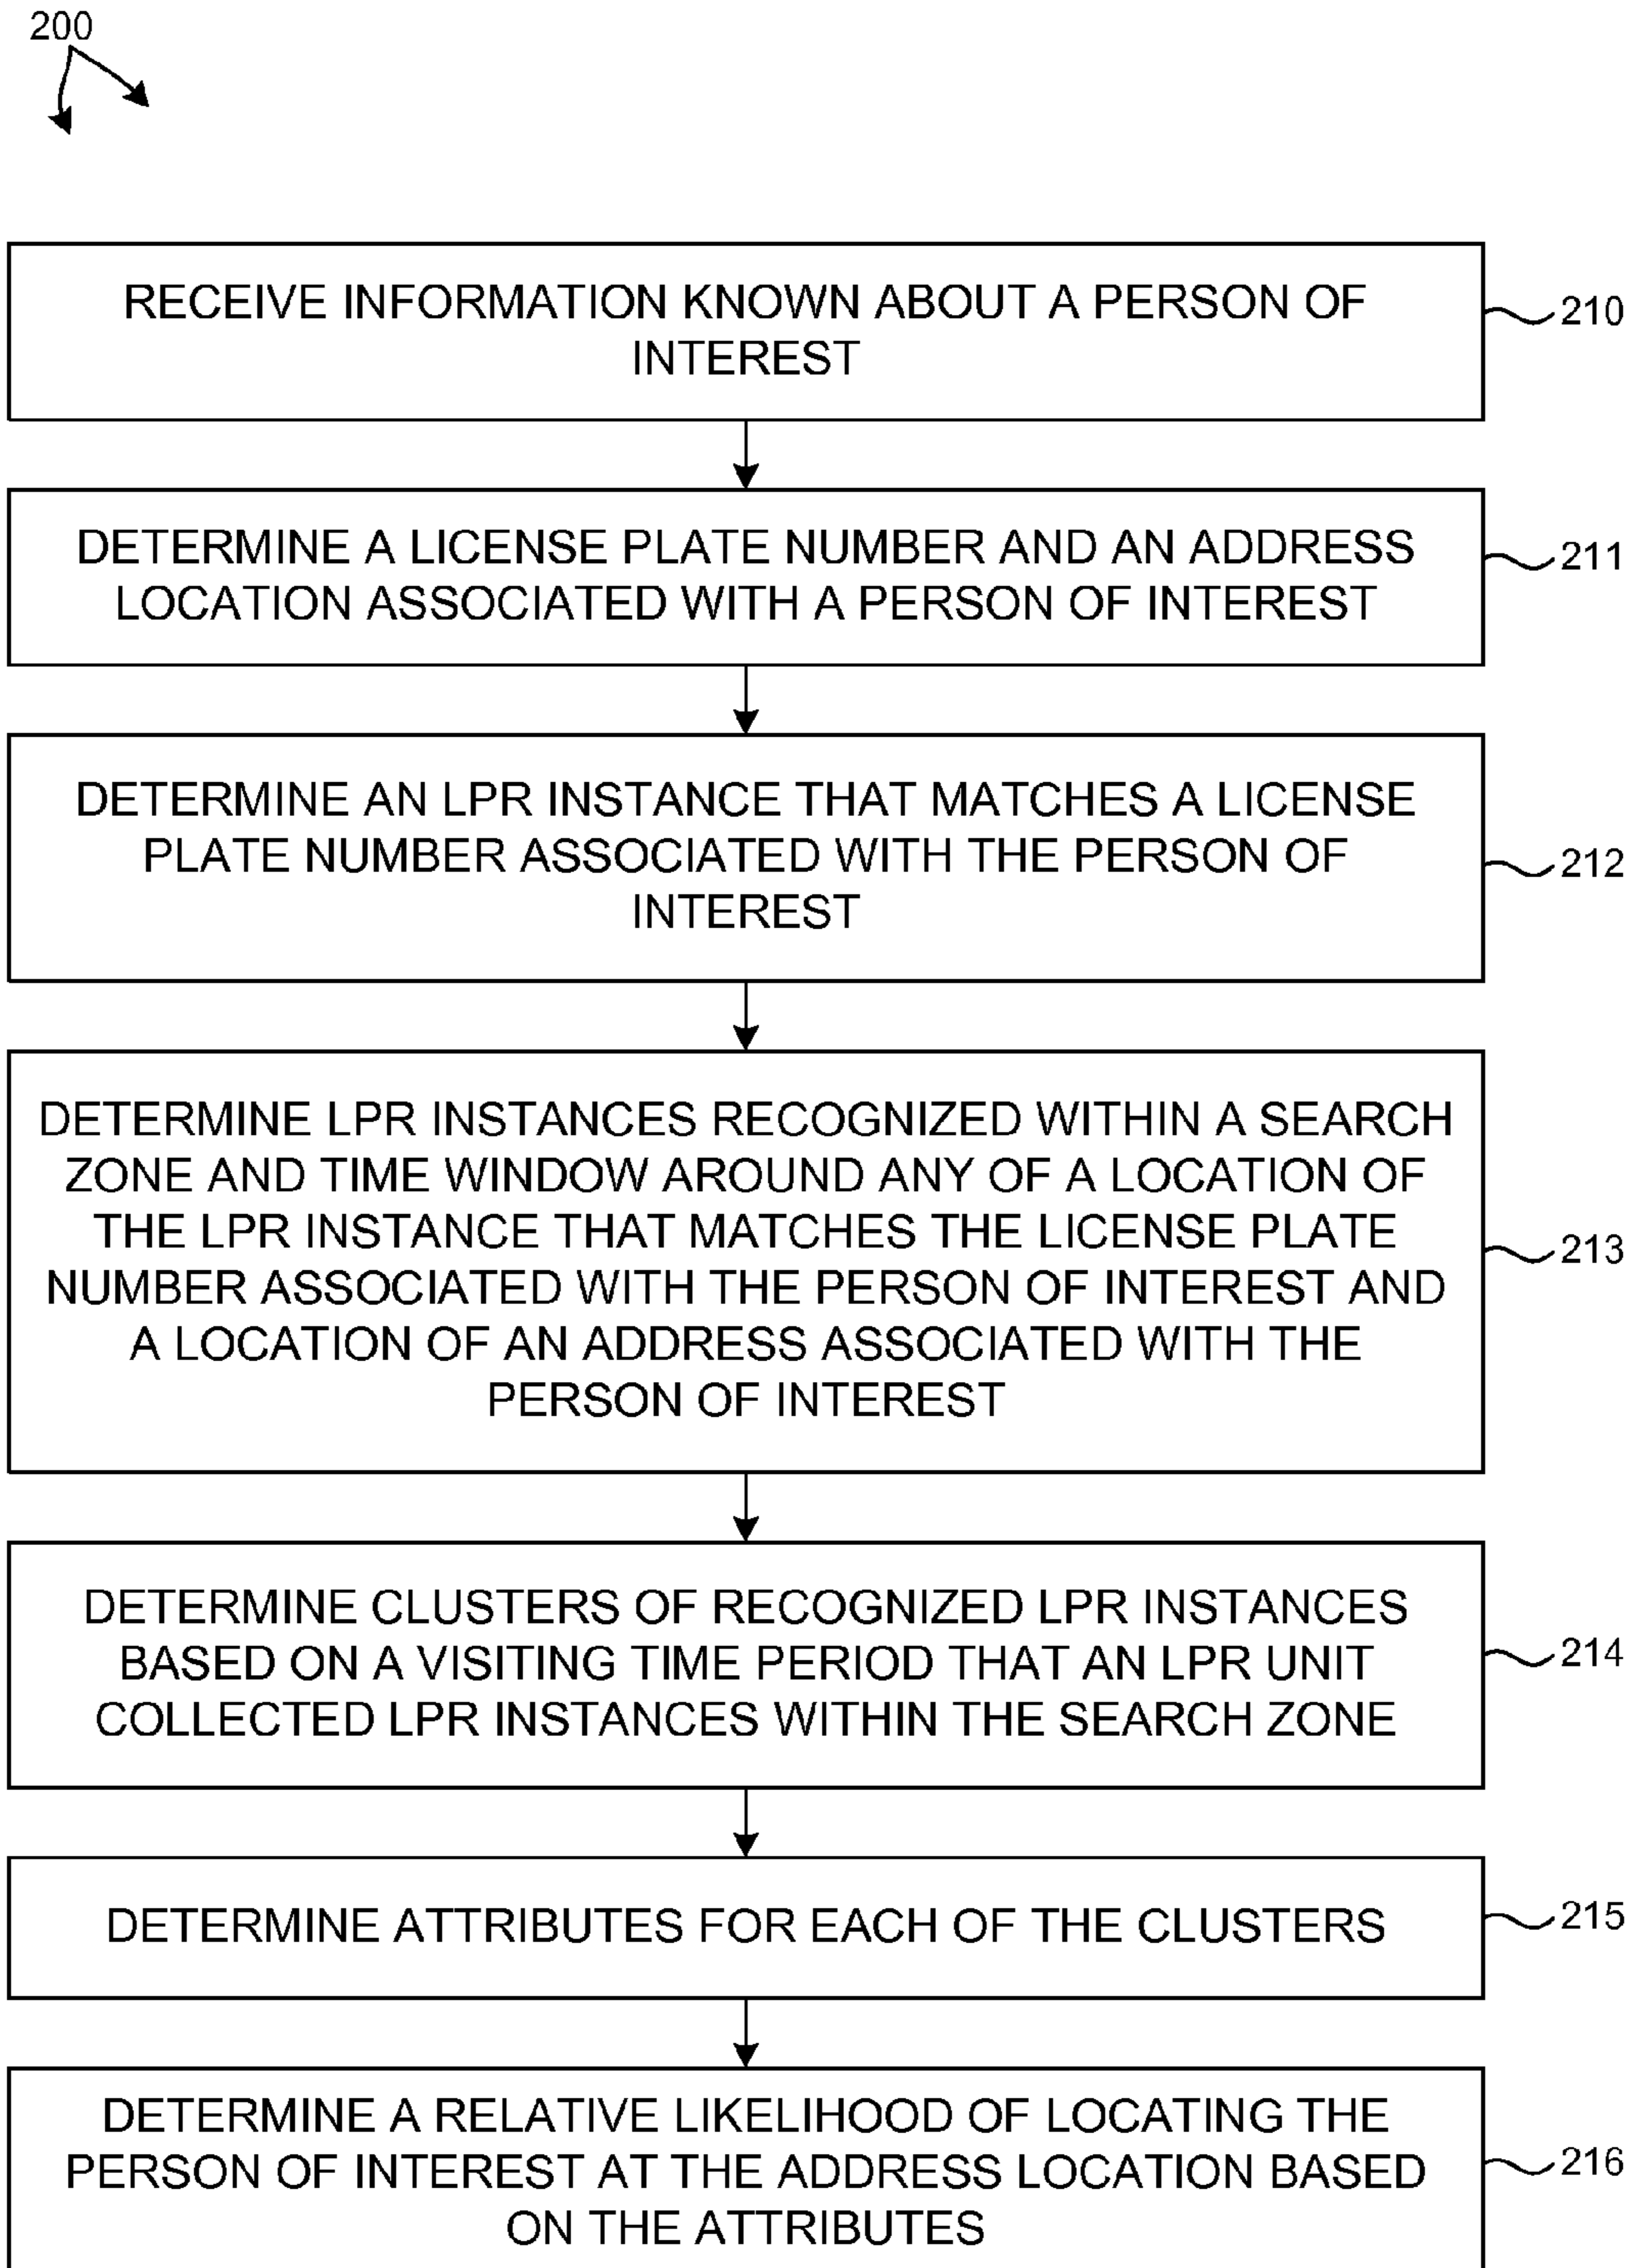 200
RECEIVE INFORMATION KNOWN ABOUT A PERSON OF
INTEREST
210
DETERMINE A LICENSE PLATE NUMBER AND AN ADDRESS
LOCATION ASSOCIATED WITH A PERSON OF INTEREST
211
DETERMINE AN LPR INSTANCE THAT MATCHES A LICENSE
PLATE NUMBER ASSOCIATED WITH THE PERSON OF
INTEREST
212
DETERMINE LPR INSTANCES RECOGNIZED WITHIN A SEARCH
ZONE AND TIME WINDOW AROUND ANY OF A LOCATION OF
THE LPR INSTANCE THAT MATCHES THE LICENSE PLATE
NUMBER ASSOCIATED WITH THE PERSON OF INTEREST AND
A LOCATION OF AN ADDRESS ASSOCIATED WITH THE
PERSON OF INTEREST
213
DETERMINE CLUSTERS OF RECOGNIZED LPR INSTANCES
BASED ON A VISITING TIME PERIOD THAT AN LPR UNIT
COLLECTED LPR INSTANCES WITHIN THE SEARCH ZONE
214
DETERMINE ATTRIBUTES FOR EACH OF THE CLUSTERS
215
DETERMINE A RELATIVE LIKELIHOOD OF LOCATING THE
PERSON OF INTEREST AT THE ADDRESS LOCATION BASED
ON THE ATTRIBUTES
216